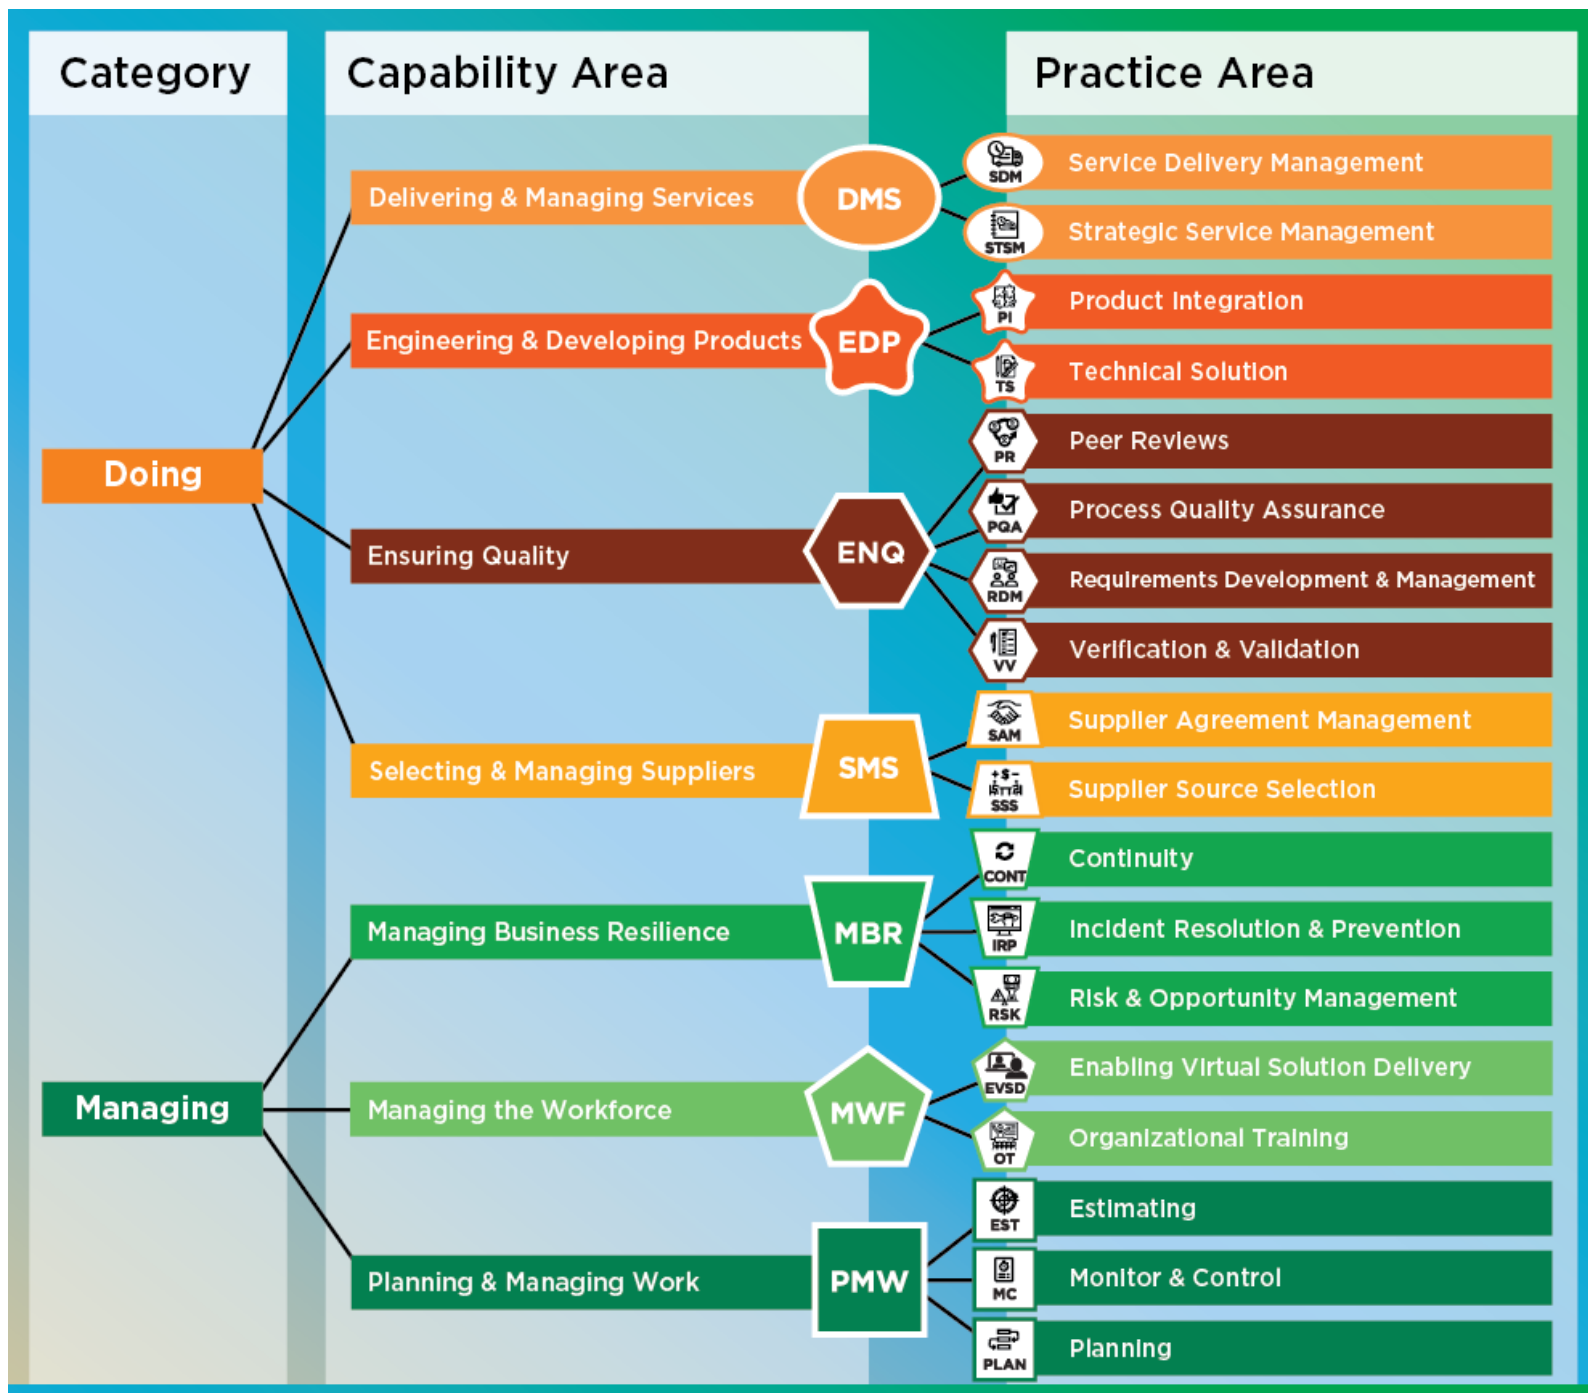 Category
Capability Area
Practice Area
Doing
Delivering & Managing Services
DMS
SDM
Service Delivery Management
STSM
Strategic Service Management
Engineering & Developing Products
EDP
PI
Product Integration
TS
Technical Solution
Ensuring Quality
ENQ
PR
Peer Reviews
PQA
Process Quality Assurance
RDM
Requirements Development & Management
VV
Verification & Validation
Selecting & Managing Suppliers
SMS
SAM
Supplier Agreement Management
+$-
SSS
Supplier Source Selection
Managing
Managing Business Resilience
MBR
CONT
Continuity
IRP
Incident Resolution & Prevention
RSK
Risk & Opportunity Management
Managing the Workforce
MWF
EVSD
Enabling Virtual Solution Delivery
OT
Organizational Training
Planning & Managing Work
PMW
EST
Estimating
MC
Monitor & Control
PLAN
Planning